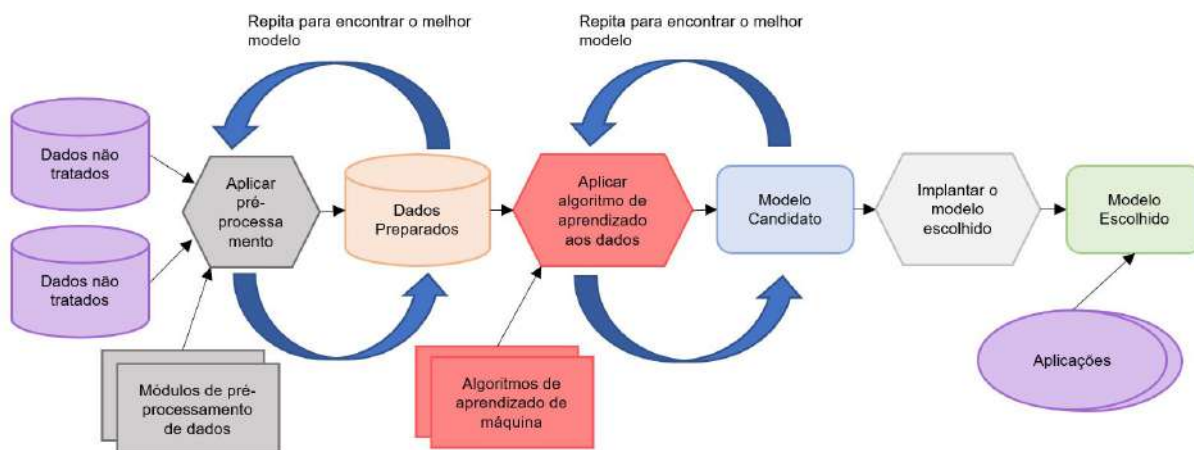 Repita para encontrar o melhor
modelo
Repita para encontrar o melhor
modelo
Dados não
tratados
Dados não
tratados
Aplicar
pré-
processa
mento
Dados
Preparados
Aplicar
algoritmo de
aprendizado
aos dados
Modelo
Candidato
Implantar o
modelo
escolhido
Modelo
Escolhido
Módulos de pré-
processamento
de dados
Algoritmos de
aprendizado de
máquina
Aplicações